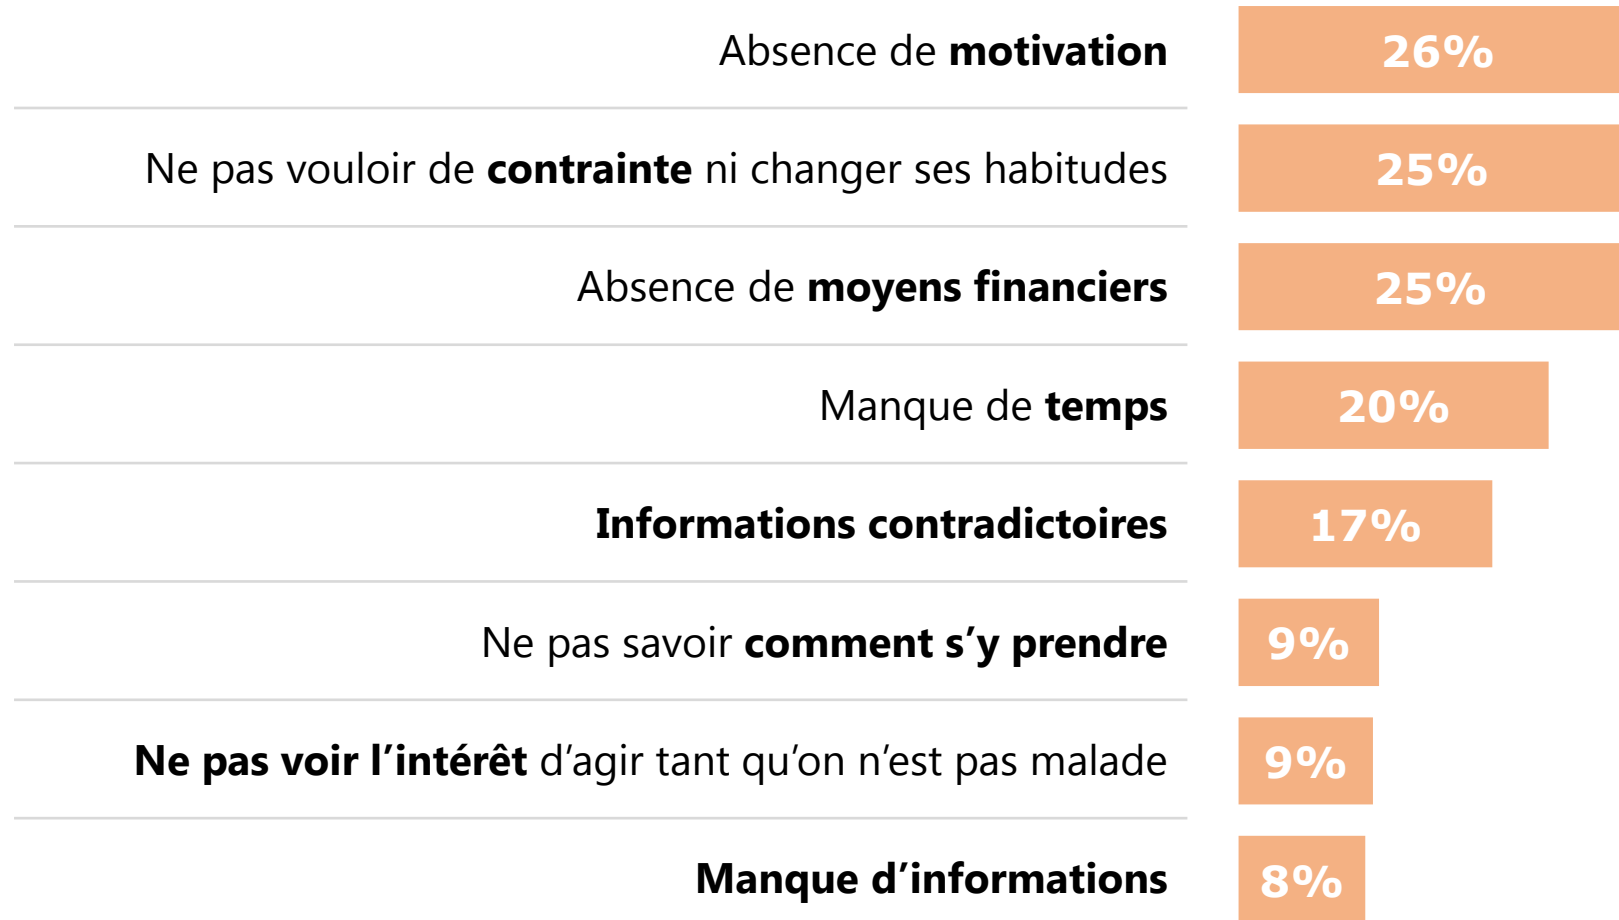 Absence de motivation 26%
Ne pas vouloir de contrainte ni changer ses habitudes 25%
Absence de moyens financiers 25%
Manque de temps 20%
Informations contradictoires 17%
Ne pas savoir comment s’y prendre 9%
Ne pas voir l’intérêt d’agir tant qu’on n’est pas malade 9%
Manque d’informations 8%